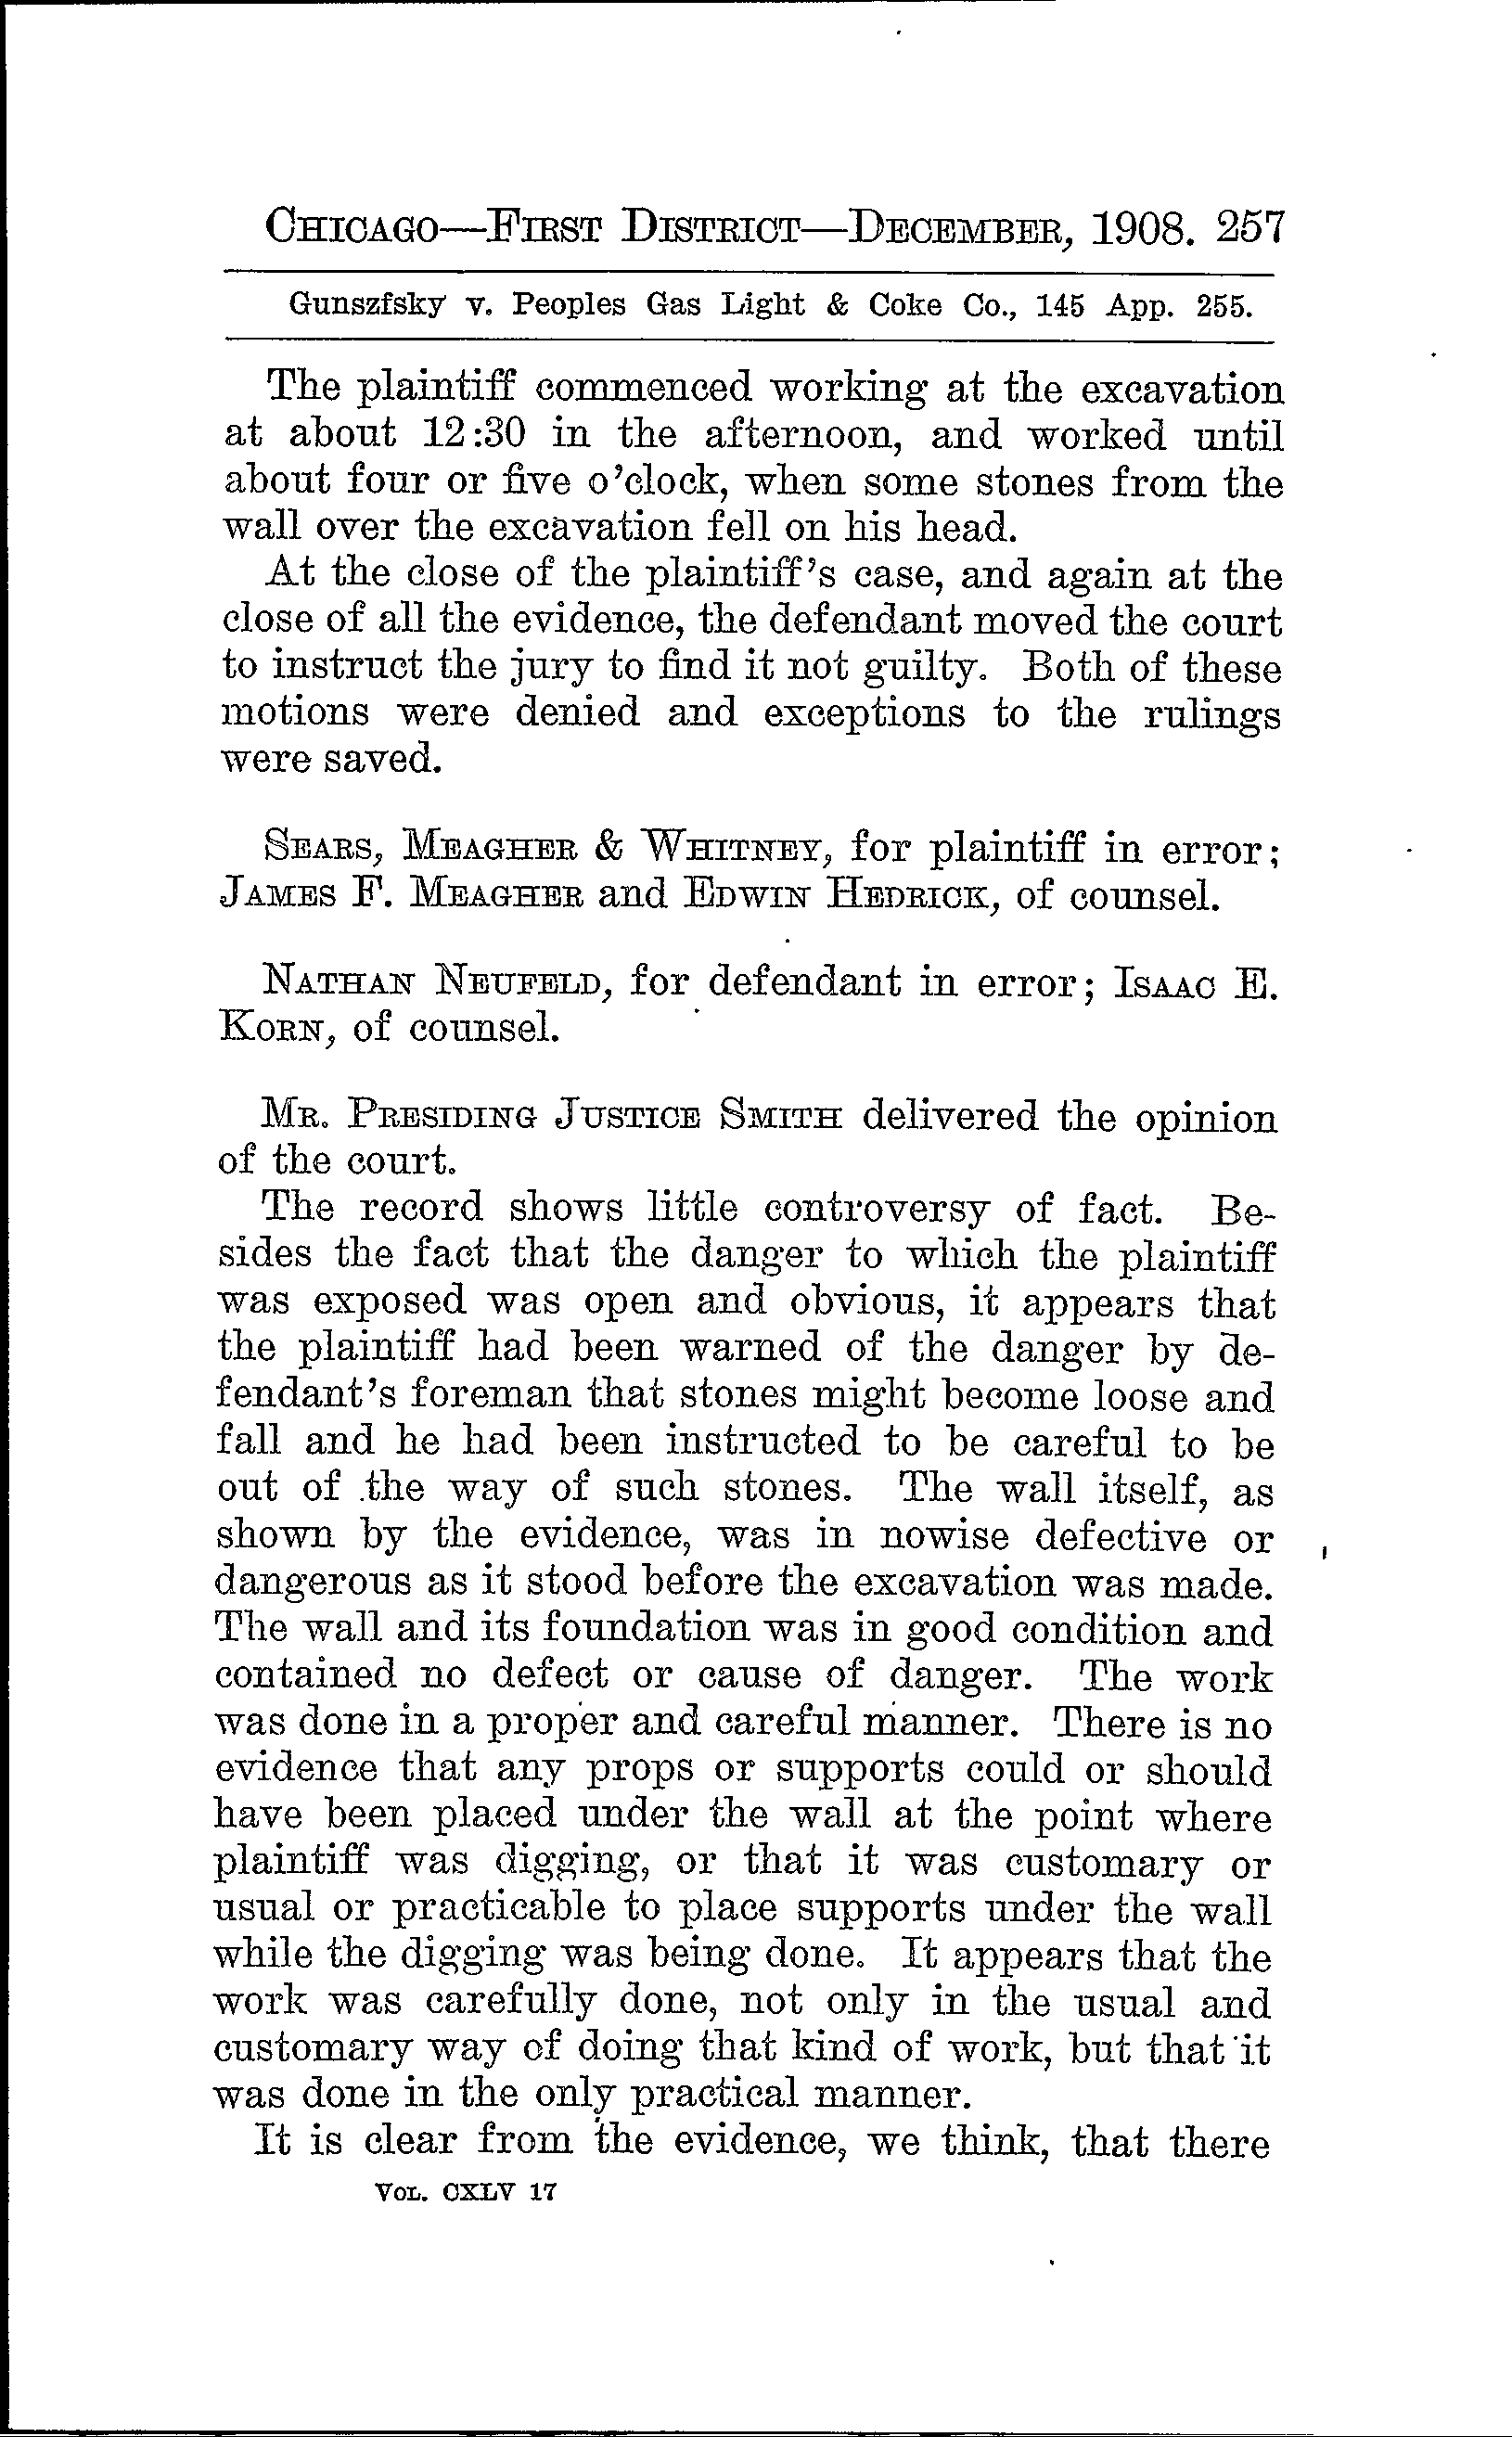 CHICAGO—FIRST DISTRICT—DECEMBER, 1908. 257
Gunszfsky v. Peoples Gas Light & Coke Co., 145 App. 255.
The plaintiff commenced working at the excavation
at about 12:30 in the afternoon, and worked until
about four or five o'clock, when some stones from the
wall over the excavation fell on his head.
At the close of the plaintiff's case, and again at the
close of all the evidence, the defendant moved the court
to instruct the jury to find it not guilty. Both of these
motions were denied and exceptions to the rulings
were saved.
SEARS, MEAGHER & WHITNEY, for plaintiff in error;
JAMES F. MEAGHER and EDWIN HEDRICK, of counsel.
NATHAN NEUFELD, for defendant in error; ISAAC E.
KORN, of counsel.
MR. PRESIDING JUSTICE SMITH delivered the opinion
of the court.
The record shows little controversy of fact. Be-
sides the fact that the danger to which the plaintiff
was exposed was open and obvious, it appears that
the plaintiff had been warned of the danger by de-
fendant's foreman that stones might become loose and
fall and he had been instructed to be careful to be
out of the way of such stones. The wall itself, as
shown by the evidence, was in nowise defective or
dangerous as it stood before the excavation was made.
The wall and its foundation was in good condition and
contained no defect or cause of danger. The work
was done in a proper and careful manner. There is no
evidence that any props or supports could or should
have been placed under the wall at the point where
plaintiff was digging, or that it was customary or
usual or practicable to place supports under the wall
while the digging was being done. It appears that the
work was carefully done, not only in the usual and
customary way of doing that kind of work, but that it
was done in the only practical manner.
It is clear from the evidence, we think, that there
VOL. CXLV 17